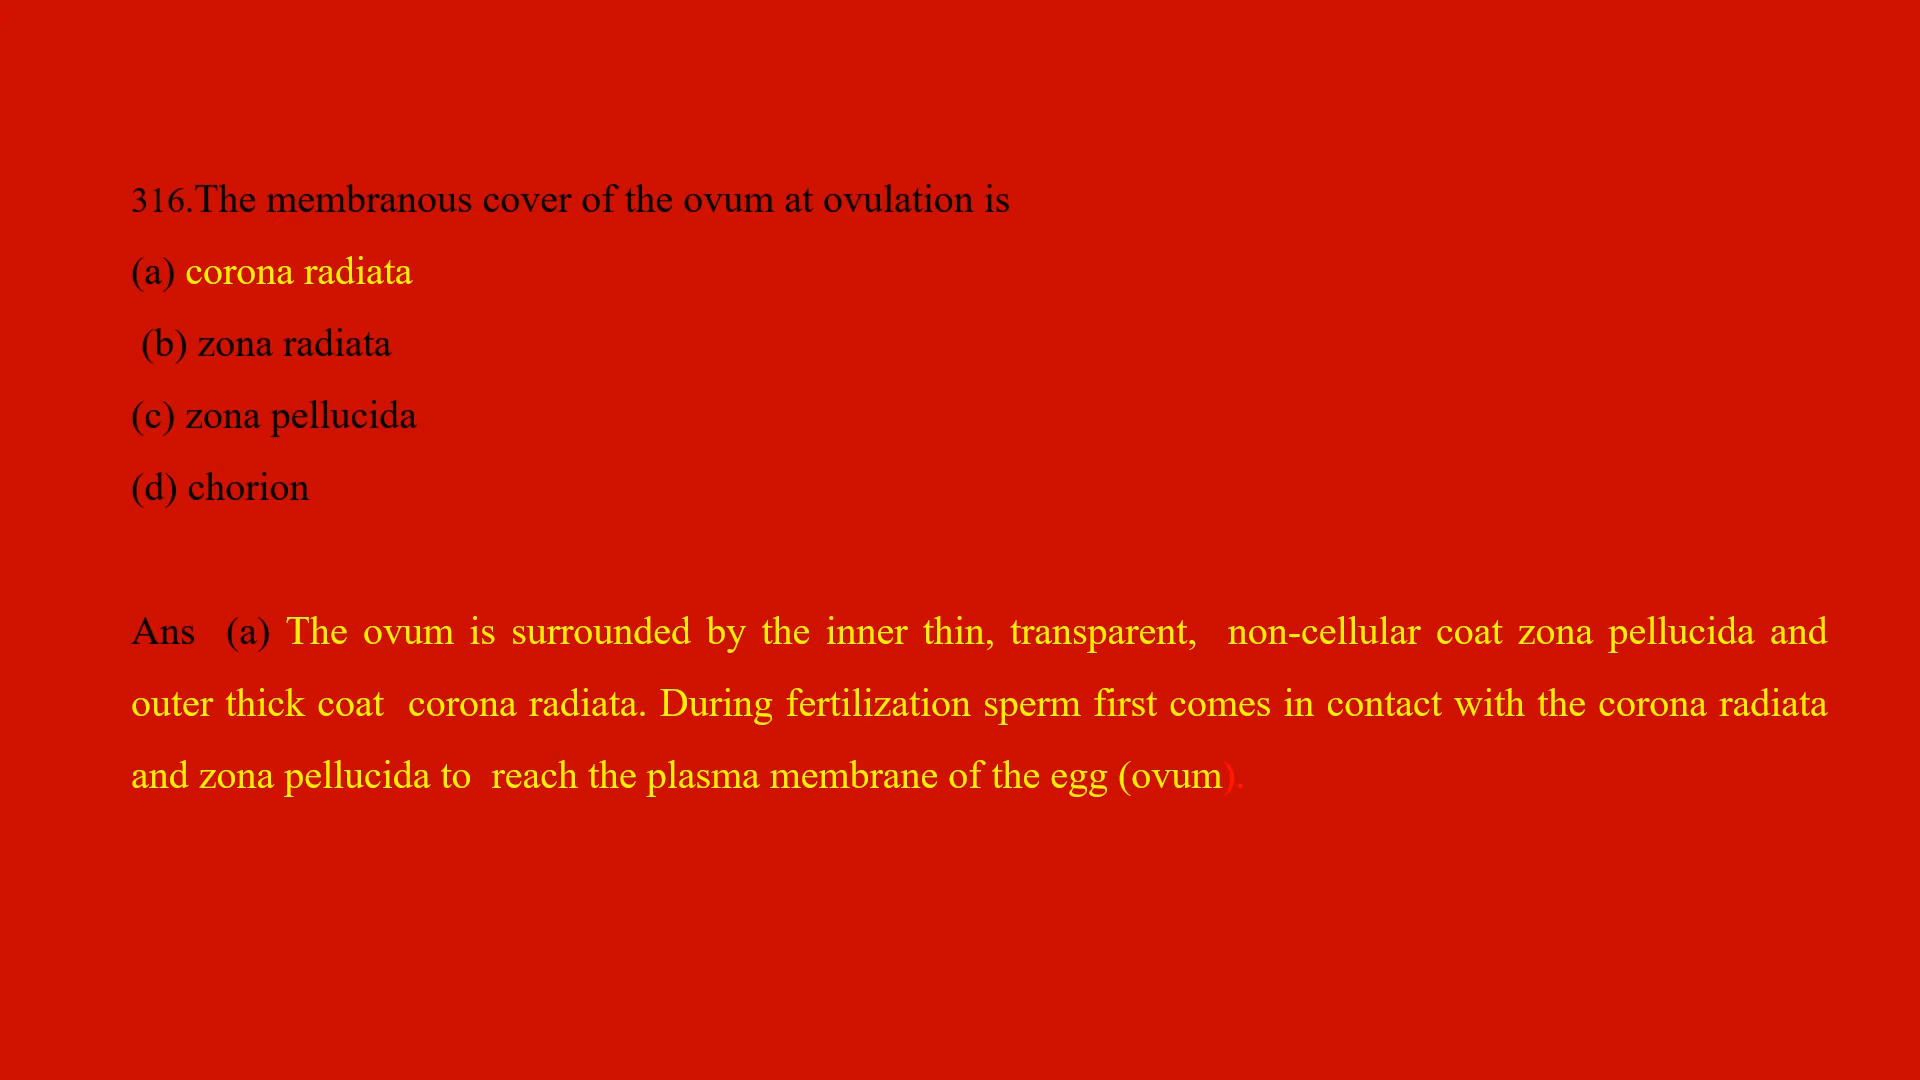 316.The membranous cover of the ovum at ovulation is
(a) corona radiata
(b) zona radiata
(c) zona pellucida
(d) chorion
Ans (a) The ovum is surrounded by the inner thin, transparent, non-cellular coat zona pellucida and
outer thick coat corona radiata. During fertilization sperm first comes in contact with the corona radiata
and zona pellucida to reach the plasma membrane of the egg (ovum).